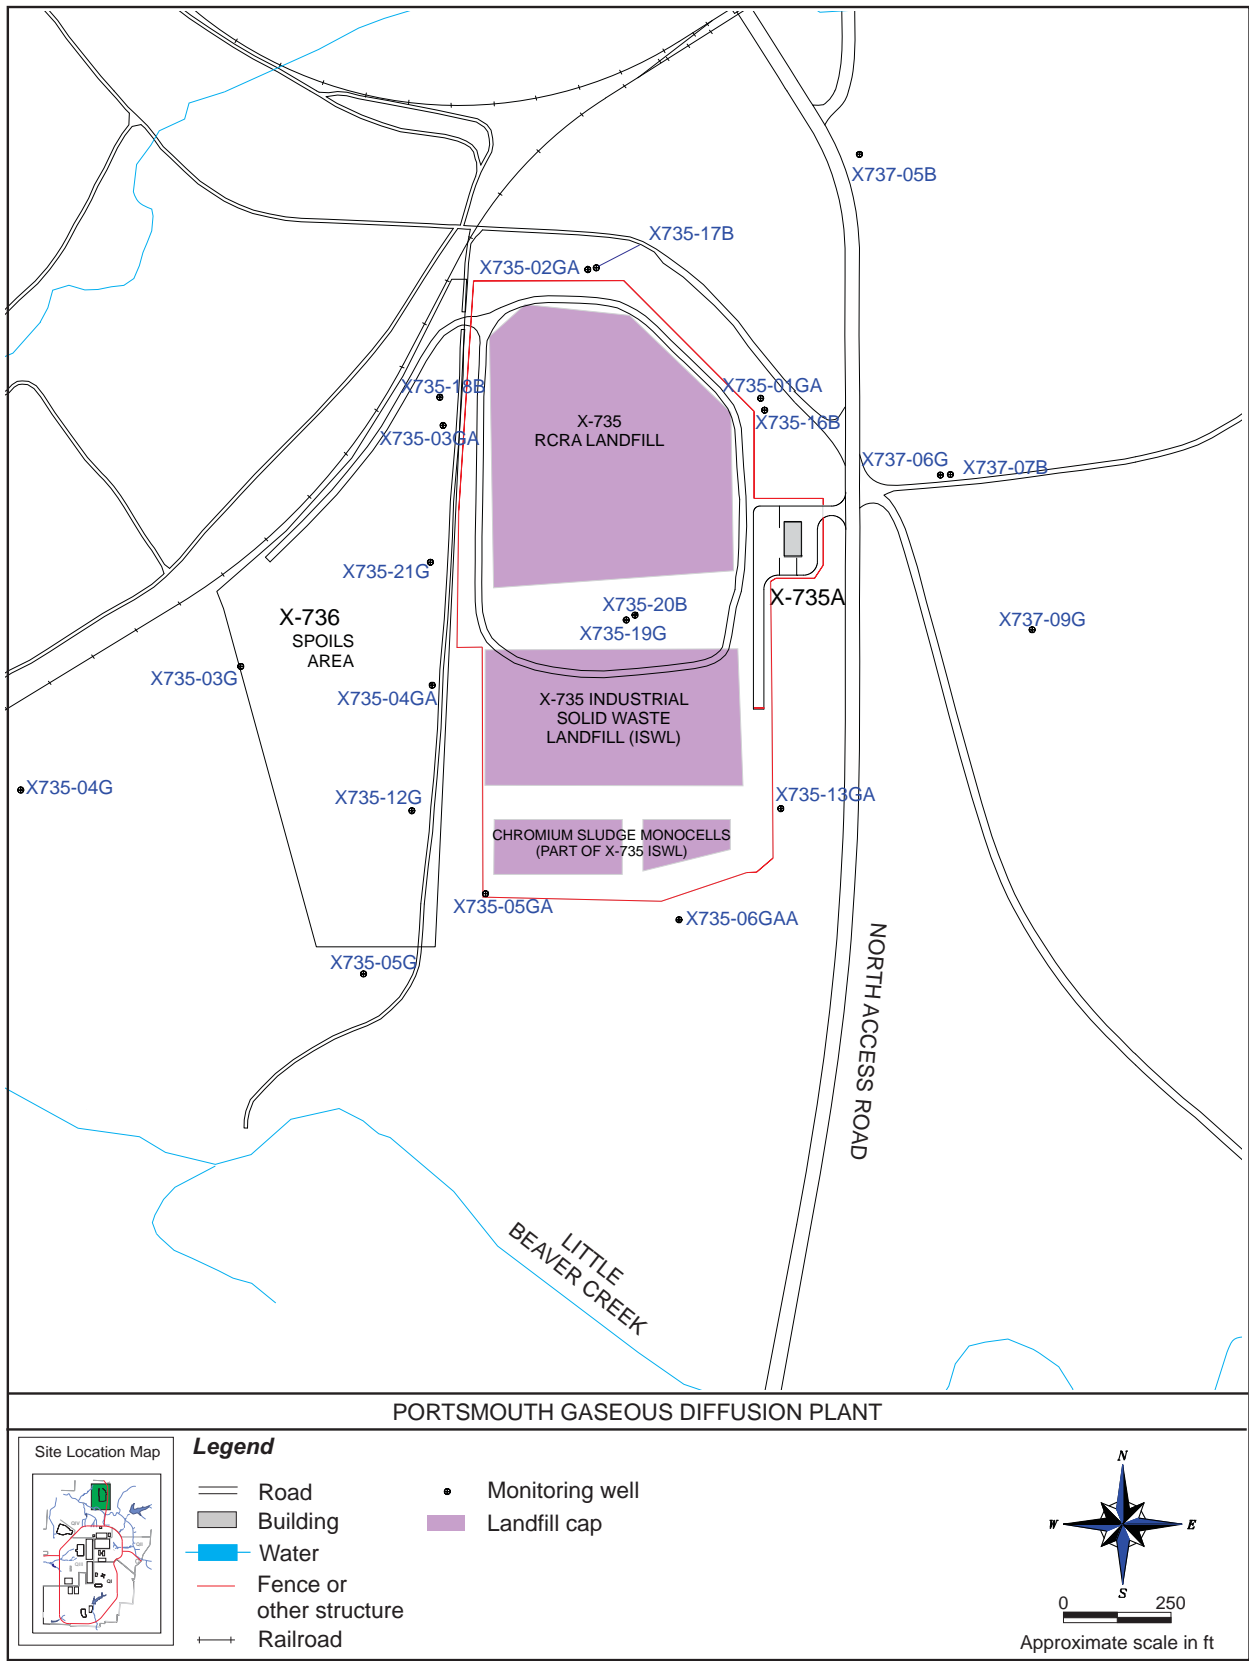 X737-05B
X735-17B
X735-02GA
X735-18B
X735-01GA
X-735
RCRA LANDFILL
X735-16B
X735-03GA
X737-06G
X737-07B
X735-21G
X-735A
X735-20B
X-736
SPOILS
AREA
X735-19G
X737-09G
X735-03G
X735-04GA
X-735 INDUSTRIAL
SOLID WASTE
LANDFILL (ISWL)
X735-04G
X735-12G
X735-13GA
CHROMIUM SLUDGE MONOCELLS
(PART OF X-735 ISWL)
X735-05GA
X735-06GAA
X735-05G
NORTH ACCESS ROAD
LITTLE
BEAVER CREEK
PORTSMOUTH GASEOUS DIFFUSION PLANT
Site Location Map
Legend
Road
Building
Water
Fence or
other structure
Railroad
Monitoring well
Landfill cap
N
W
E
S
0 250
Approximate scale in ft